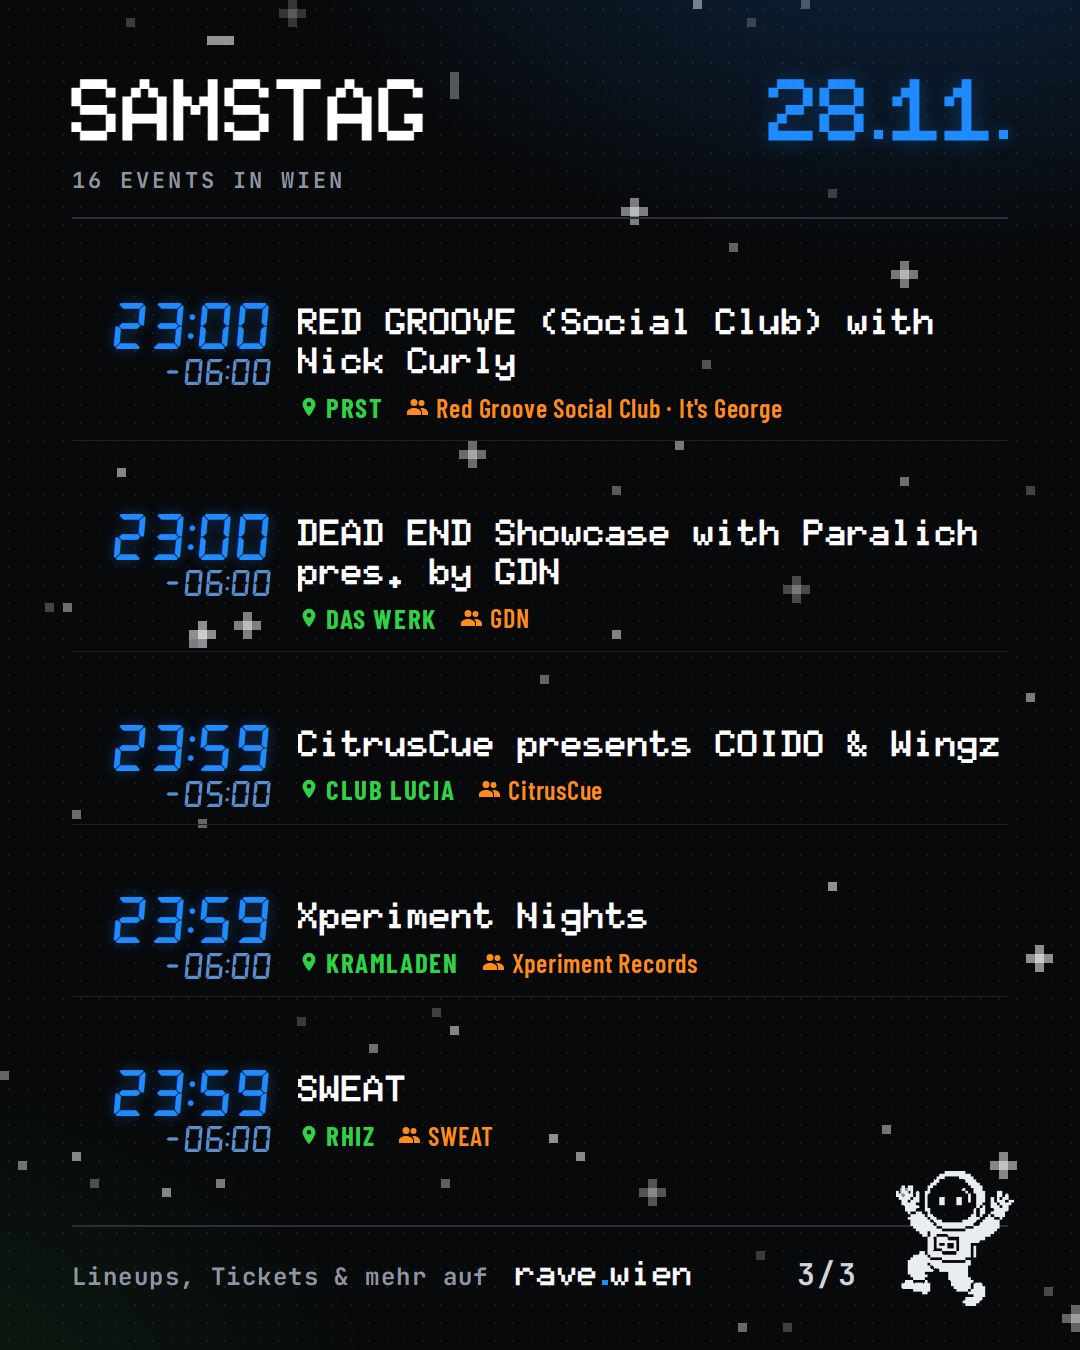 SAMSTAG 28.11.
16 EVENTS IN WIEN
23:00 RED GROOVE (Social Club) with
Nick Curly
-06:00
PRST Red Groove Social Club · It's George
23:00 DEAD END Showcase with Paralich
pres. by GDN
-06:00
DAS WERK GDN
23:59 CitrusCue presents COIDO & Wingz
-05:00 CLUB LUCIA CitrusCue
23:59 Xperiment Nights
-06:00 KRAMLADEN Xperiment Records
23:59 SWEAT
-06:00 RHIZ SWEAT
Lineups, Tickets & mehr auf rave.wien 3/3